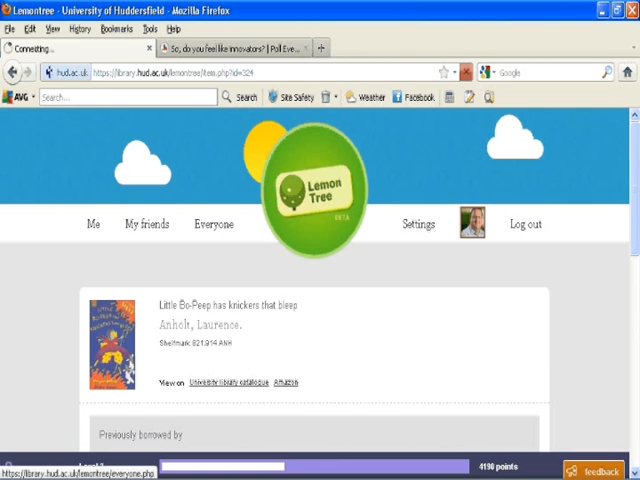 Lemontree - University of Huddersfield - Mozilla Firefox
File Edit View History Bookmarks Tools Help
Connecting...
So, do you feel like innovators? | Poll Eve...
hud.ac.uk https://library.hud.ac.uk/lemontree/item.php?id=324
Google
AVG Search... Search Site Safety Weather Facebook
Lemon
Tree
BETA
Me My friends Everyone Settings Log out
Little Bo-Peep has knickers that bleep
Anholt, Laurence.
Shelfmark: 821.914 ANH
View on University library catalogue Amazon
Previously borrowed by
4190 points
feedback
https://library.hud.ac.uk/lemontree/everyone.php